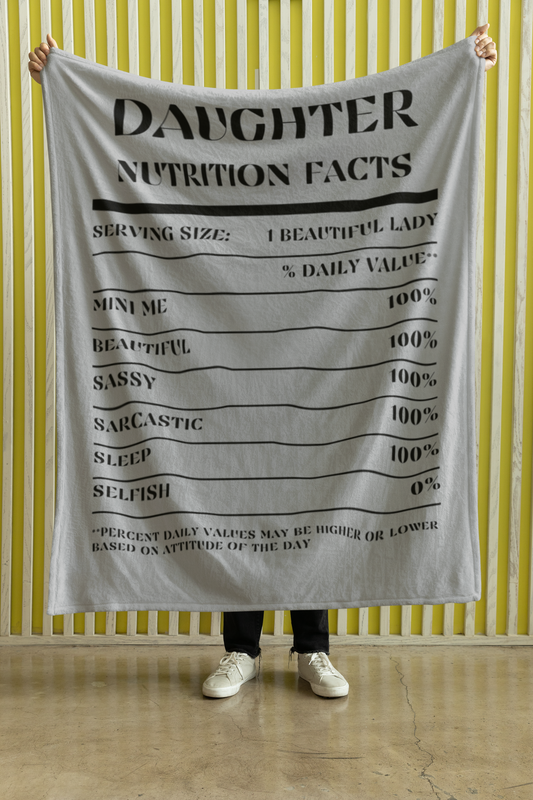 DAUGHTER
NUTRITION FACTS
SERVING SIZE: 1 BEAUTIFUL LADY
% DAILY VALUE**
MINI ME 100%
BEAUTIFUL 100%
SASSY 100%
SARCASTIC 100%
SLEEP 100%
SELFISH 0%
**PERCENT DAILY VALUES MAY BE HIGHER OR LOWER
BASED ON ATTITUDE OF THE DAY